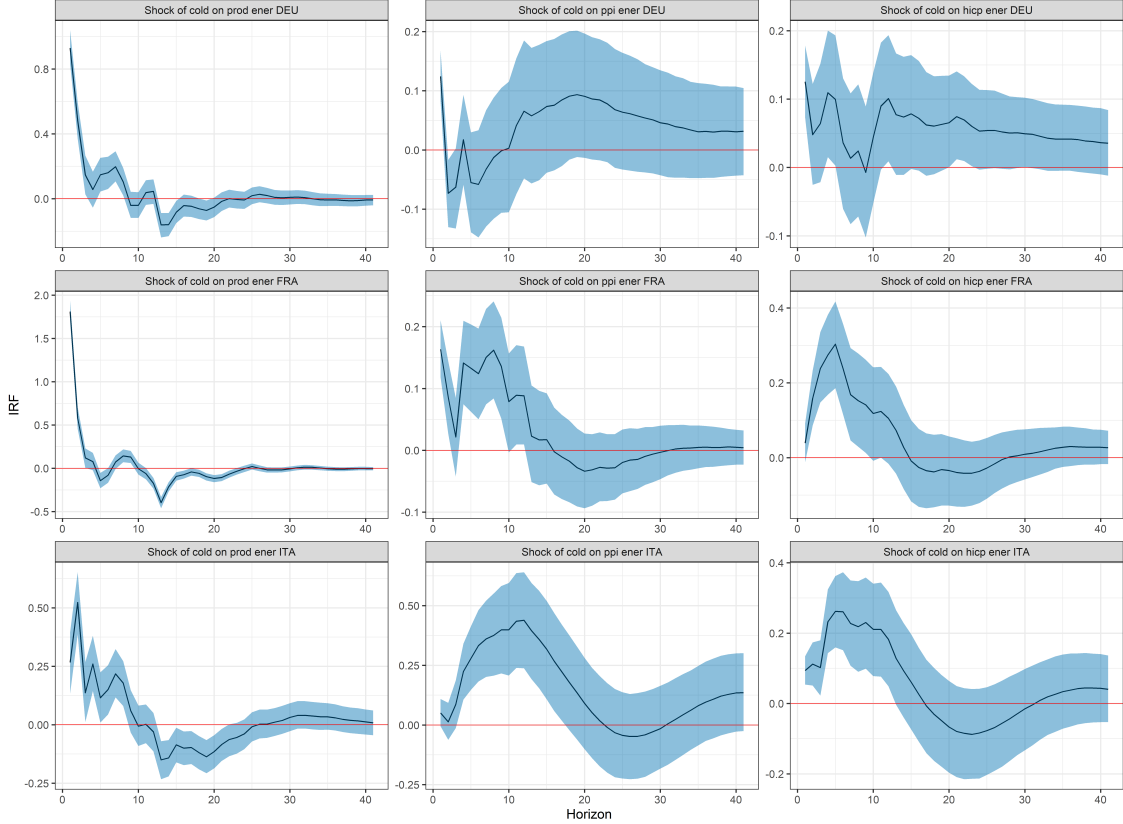 Shock of cold on prod ener DEU
Shock of cold on ppi ener DEU
Shock of cold on hicp ener DEU
0.8
0.4
0.0
0 10 20 30 40
0.2
0.1
0.0
-0.1
0 10 20 30 40
0.2
0.1
0.0
-0.1
0 10 20 30 40
Shock of cold on prod ener FRA
Shock of cold on ppi ener FRA
Shock of cold on hicp ener FRA
IRF
2.0
1.5
1.0
0.5
0.0
-0.5
0 10 20 30 40
0.2
0.1
0.0
-0.1
0 10 20 30 40
0.4
0.2
0.0
0 10 20 30 40
Shock of cold on prod ener ITA
Shock of cold on ppi ener ITA
Shock of cold on hicp ener ITA
0.50
0.25
0.00
-0.25
0 10 20 30 40
0.50
0.25
0.00
-0.25
0 10 20 30 40
0.4
0.2
0.0
-0.2
0 10 20 30 40
Horizon